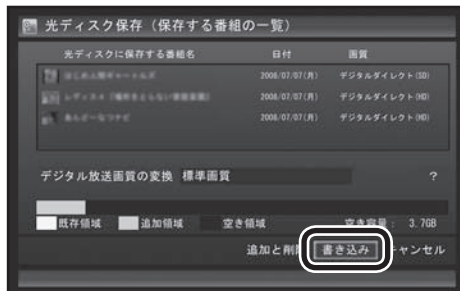 光ディスク保存（保存する番組の一覧）
光ディスクに保存する番組名 日付 画質
2008/07/07(月) デジタルダイレクト(SD)
2008/07/07(月) デジタルダイレクト(HD)
2008/07/07(月) デジタルダイレクト(HD)
デジタル放送画質の変換 標準画質 ?
既存領域 追加領域 空き領域 空き容量: 3.7GB
追加と削 書き込み ャンセル